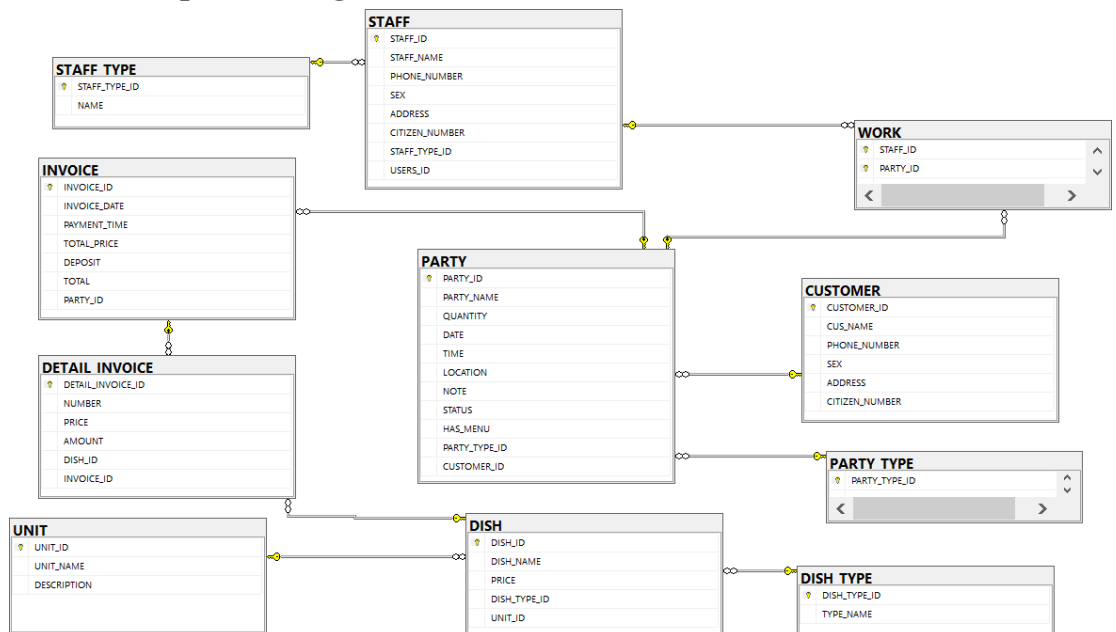 STAFF
STAFF_ID
STAFF_NAME
PHONE_NUMBER
SEX
ADDRESS
CITIZEN_NUMBER
STAFF_TYPE_ID
USERS_ID
STAFF TYPE
STAFF_TYPE_ID
NAME
WORK
STAFF_ID
PARTY_ID
INVOICE
INVOICE_ID
INVOICE_DATE
PAYMENT_TIME
TOTAL_PRICE
DEPOSIT
TOTAL
PARTY_ID
PARTY
PARTY_ID
PARTY_NAME
QUANTITY
DATE
TIME
LOCATION
NOTE
STATUS
HAS_MENU
PARTY_TYPE_ID
CUSTOMER_ID
CUSTOMER
CUSTOMER_ID
CUS_NAME
PHONE_NUMBER
SEX
ADDRESS
CITIZEN_NUMBER
DETAIL INVOICE
DETAIL_INVOICE_ID
NUMBER
PRICE
AMOUNT
DISH_ID
INVOICE_ID
PARTY TYPE
PARTY_TYPE_ID
UNIT
UNIT_ID
UNIT_NAME
DESCRIPTION
DISH
DISH_ID
DISH_NAME
PRICE
DISH_TYPE_ID
UNIT_ID
DISH TYPE
DISH_TYPE_ID
TYPE_NAME